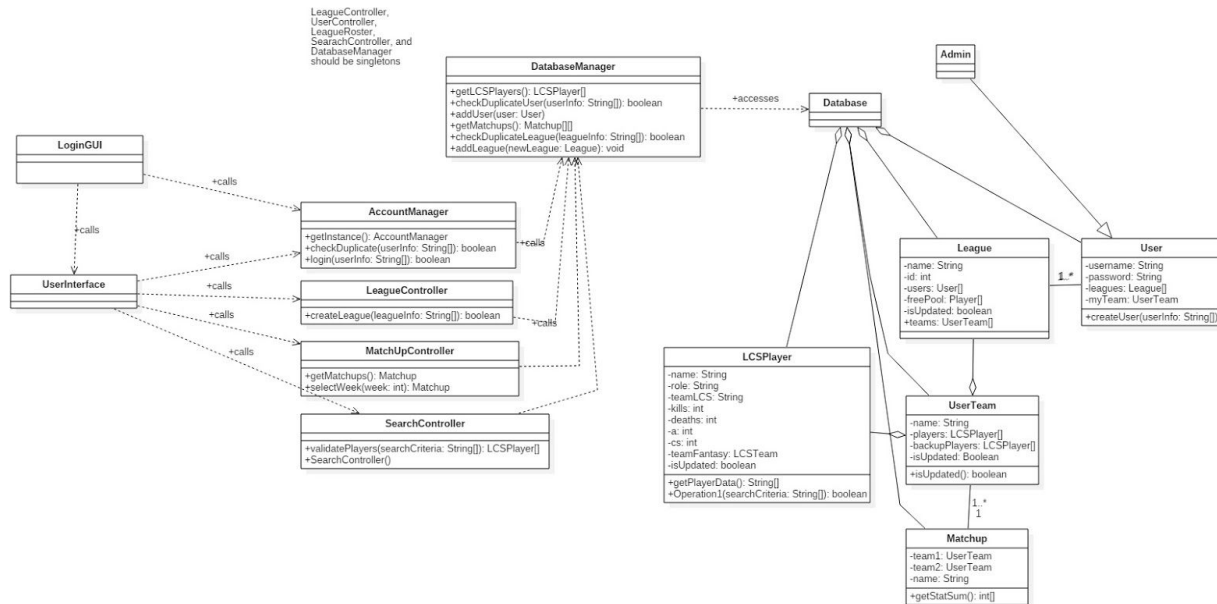 LeagueController,
UserController,
LeagueRoster,
SearachController, and
DatabaseManager
should be singletons
DatabaseManager
+getLCSPlayers(): LCSPlayer[]
+checkDuplicateUser(userInfo: String[]): boolean
+addUser(user: User)
+getMatchups(): Matchup[][]
+checkDuplicateLeague(leagueInfo: String[]): boolean
+addLeague(newLeague: League): void
+accesses
Database
Admin
LoginGUI
+calls
+calls
UserInterface
AccountManager
+getInstance(): AccountManager
+checkDuplicate(userInfo: String[]): boolean
+login(userInfo: String[]): boolean
+calls
+calls
LeagueController
+createLeague(leagueInfo: String[]): boolean
+calls
+calls
MatchUpController
+getMatchups(): Matchup
+selectWeek(week: int): Matchup
+calls
SearchController
+validatePlayers(searchCriteria: String[]): LCSPlayer[]
+SearchController()
+calls
League
-name: String
-id: int
-users: User[]
-freePool: Player[]
-isUpdated: boolean
+teams: UserTeam[]
1..*
User
-username: String
-password: String
-leagues: League[]
-myTeam: UserTeam
+createUser(userInfo: String[])
LCSPlayer
-name: String
-role: String
-teamLCS: String
-kills: int
-deaths: int
-a: int
-cs: int
-teamFantasy: LCSTeam
-isUpdated: boolean
+getPlayerData(): String[]
+Operation1(searchCriteria: String[]): boolean
UserTeam
-name: String
-players: LCSPlayer[]
-backupPlayers: LCSPlayer[]
-isUpdated: Boolean
+isUpdated(): boolean
1..*
1
Matchup
-team1: UserTeam
-team2: UserTeam
-name: String
+getStatSum(): int[]